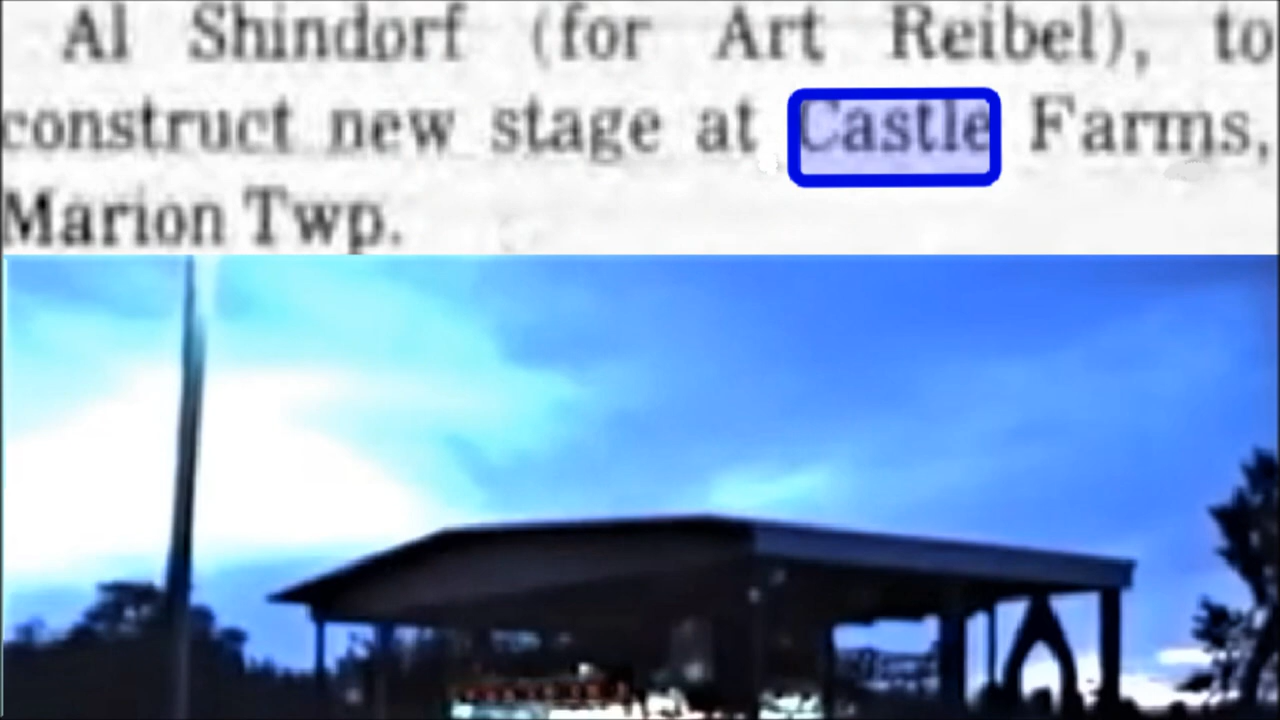 Al Shindorf (for Art Reibel), to
construct new stage at Castle Farms,
Marion Twp.